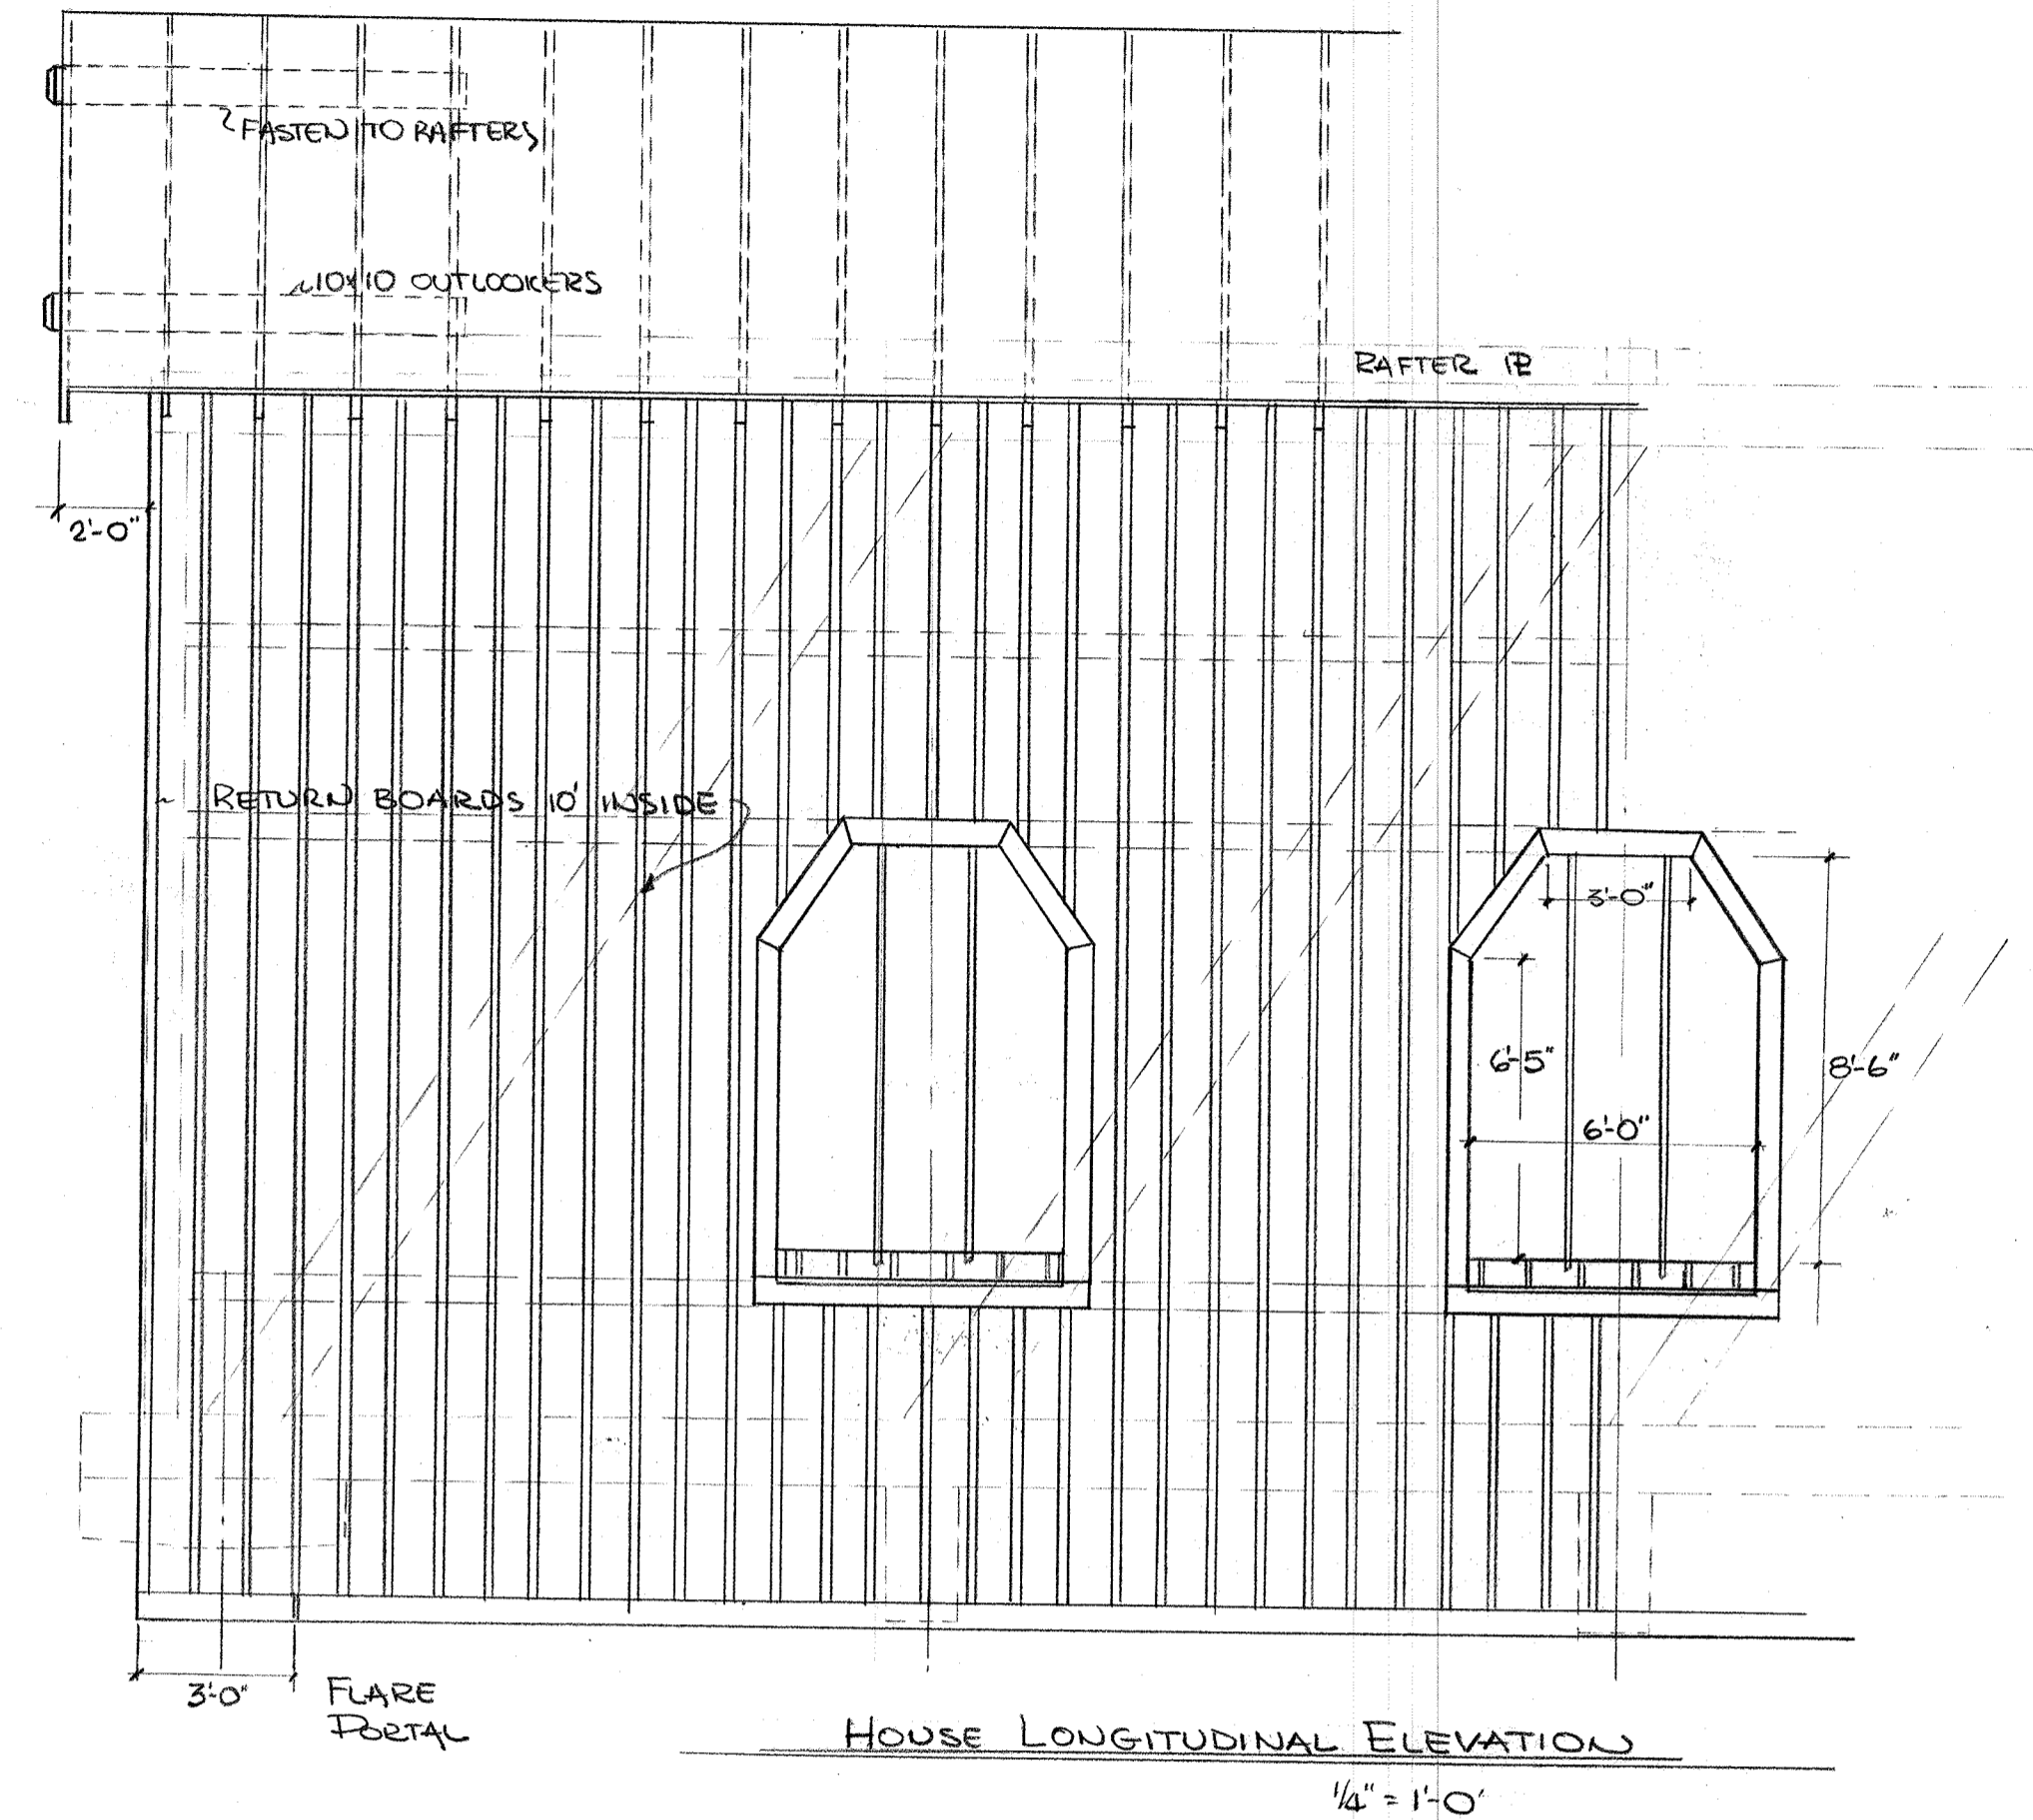 FASTEN TO RAFTERS
10x10 OUTLOOKERS
RAFTER PL
2'-0"
RETURN BOARDS 10' INSIDE
3'-0"
6'-5"
8'-6"
6'-0"
3'-0"
FLARE
PORTAL
HOUSE LONGITUDINAL ELEVATION
1/4" = 1'-0'